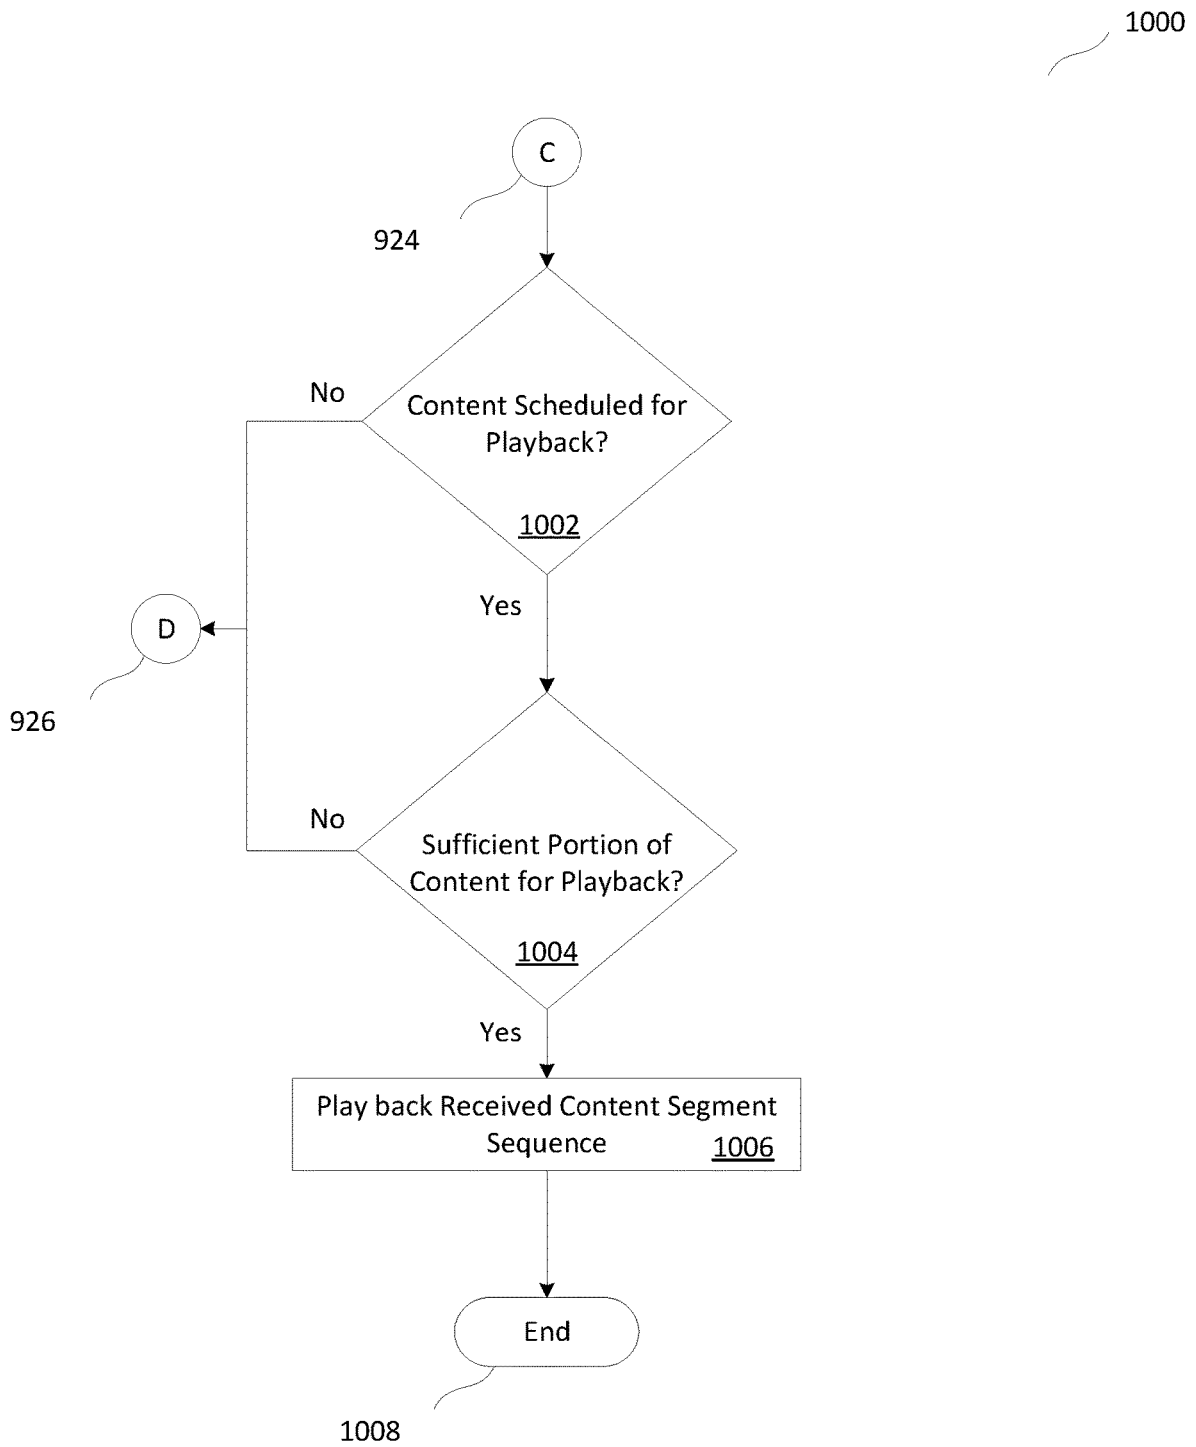 1000
C
924
No
Content Scheduled for
Playback?
1002
Yes
D
926
No
Sufficient Portion of
Content for Playback?
1004
Yes
Play back Received Content Segment
Sequence 1006
End
1008